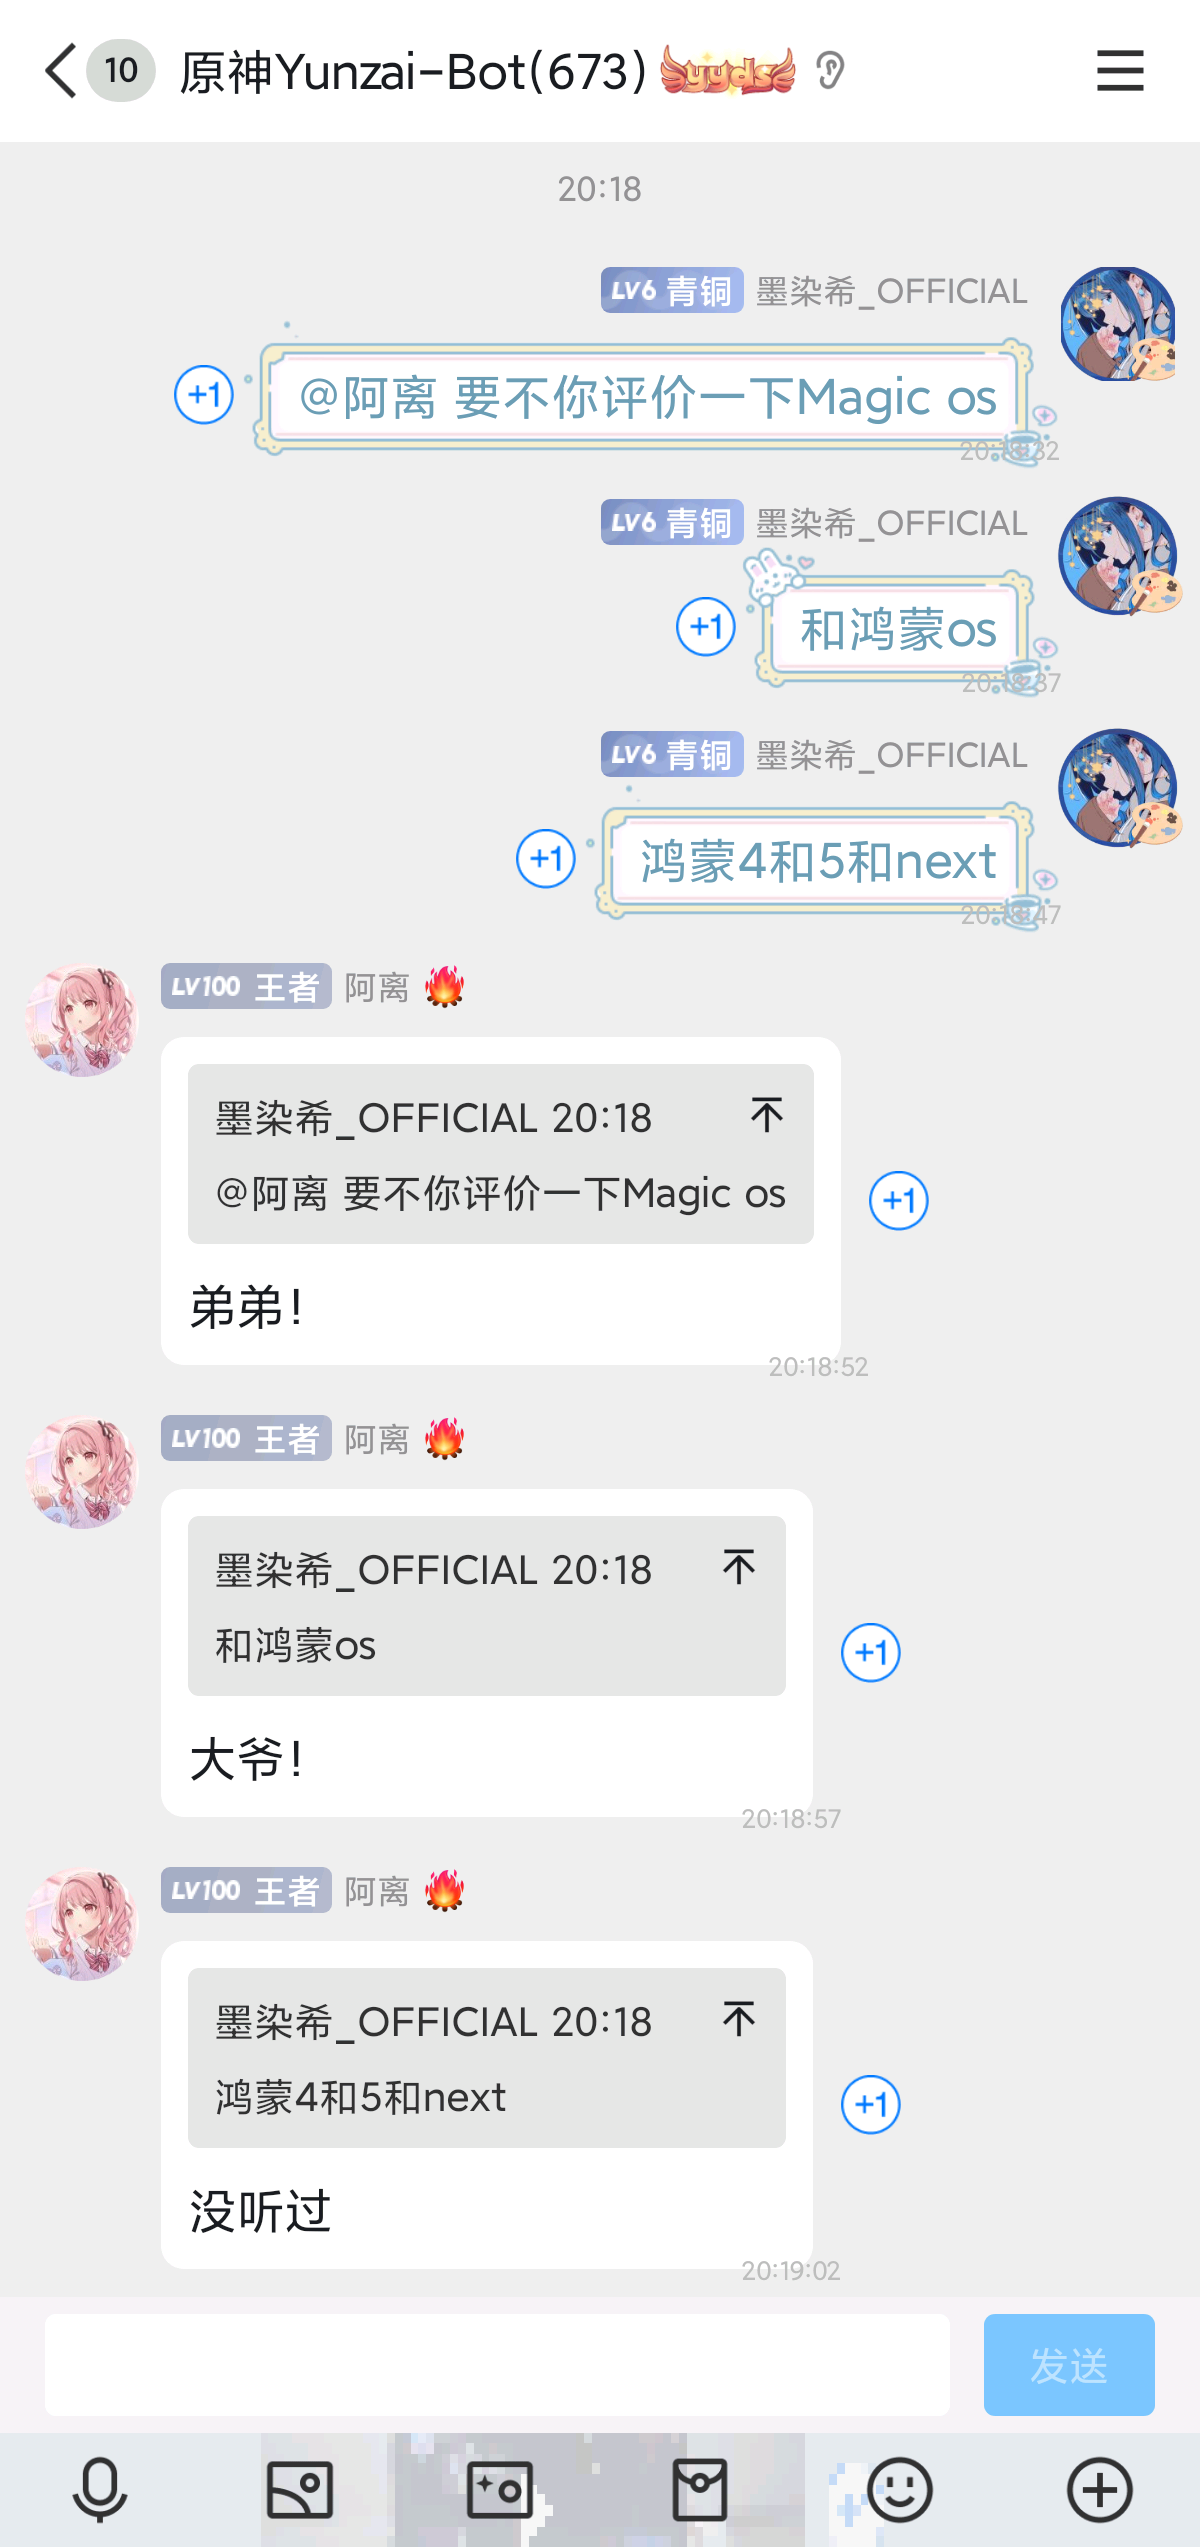 10 原神Yunzai-Bot(673) yyds
20:18
LV6 青铜 墨染希_OFFICIAL
+1 @阿离 要不你评价一下Magic os
20:18:32
LV6 青铜 墨染希_OFFICIAL
+1 和鸿蒙os
20:18:37
LV6 青铜 墨染希_OFFICIAL
+1 鸿蒙4和5和next
20:18:47
LV100 王者 阿离 🔥
墨染希_OFFICIAL 20:18
@阿离 要不你评价一下Magic os
+1
弟弟!
20:18:52
LV100 王者 阿离 🔥
墨染希_OFFICIAL 20:18
和鸿蒙os
+1
大爷!
20:18:57
LV100 王者 阿离 🔥
墨染希_OFFICIAL 20:18
鸿蒙4和5和next
+1
没听过
20:19:02
发送